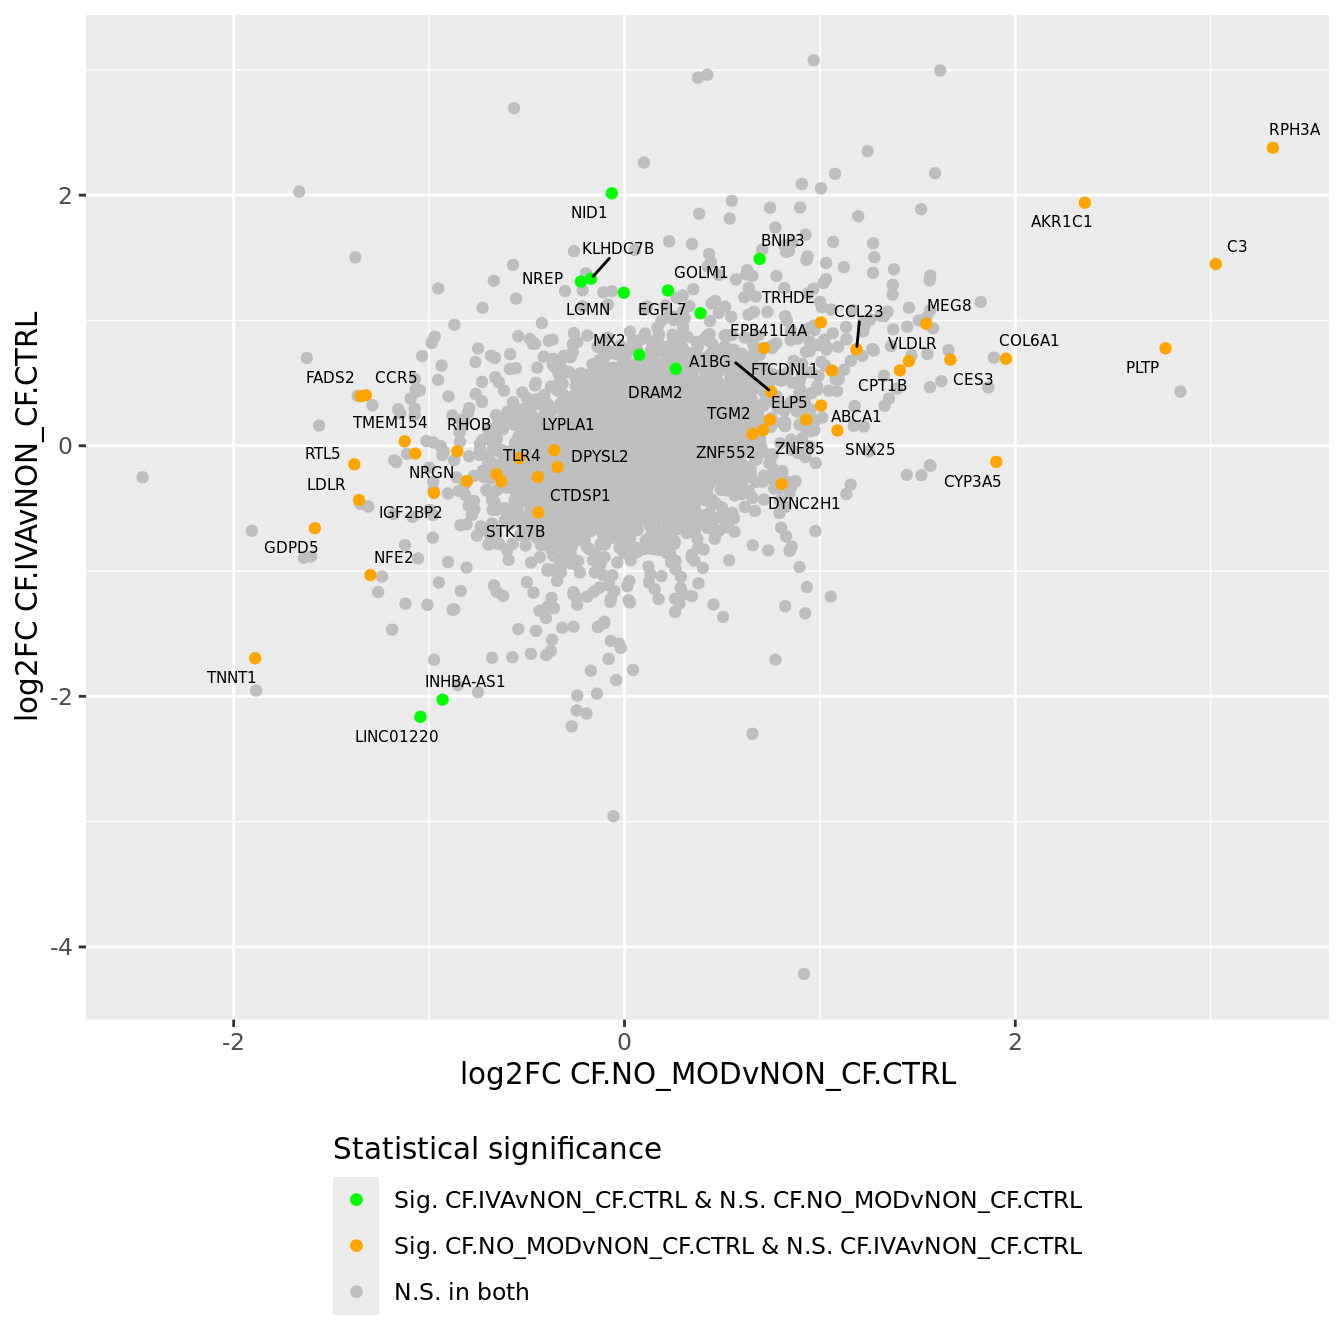 RPH3A
2
AKR1C1
NID1
BNIP3
C3
KLHDC7B
NREP
GOLM1
TRHDE
MEG8
LGMN
EGFL7
CCL23
EPB41L4A
MX2
VLDLR
COL6A1
A1BG
FTCDNL1
PLTP
FADS2
CCR5
CPT1B
CES3
DRAM2
ELP5
TGM2
ABCA1
TMEM154
RHOB
LYPLA1
0
RTL5
TLR4
DPYSL2
ZNF552
ZNF85
SNX25
NRGN
LDLR
CYP3A5
CTDSP1
DYNC2H1
IGF2BP2
STK17B
GDPD5
NFE2
TNNT1
INHBA-AS1
-2
LINC01220
-4
log2FC CF.IVAvNON_CF.CTRL
-2
0
2
log2FC CF.NO_MODvNON_CF.CTRL
Statistical significance
Sig. CF.IVAvNON_CF.CTRL & N.S. CF.NO_MODvNON_CF.CTRL
Sig. CF.NO_MODvNON_CF.CTRL & N.S. CF.IVAvNON_CF.CTRL
N.S. in both